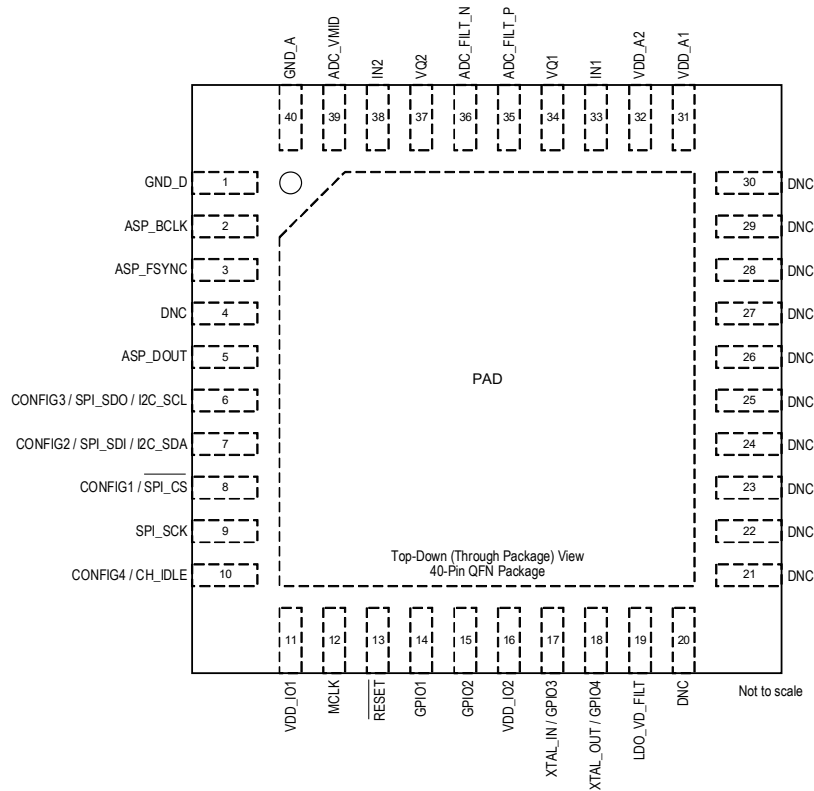 GND_A
ADC_VMID
IN2
VQ2
ADC_FILT_N
ADC_FILT_P
VQ1
IN1
VDD_A2
VDD_A1
40
39
38
37
36
35
34
33
32
31
GND_D 1
ASP_BCLK 2
ASP_FSYNC 3
DNC 4
ASP_DOUT 5
CONFIG3 / SPI_SDO / I2C_SCL 6
CONFIG2 / SPI_SDI / I2C_SDA 7
CONFIG1 / SPI_CS 8
SPI_SCK 9
CONFIG4 / CH_IDLE 10
30 DNC
29 DNC
28 DNC
27 DNC
26 DNC
25 DNC
24 DNC
23 DNC
22 DNC
21 DNC
PAD
Top-Down (Through Package) View
40-Pin QFN Package
11
12
13
14
15
16
17
18
19
20
VDD_IO1
MCLK
RESET
GPIO1
GPIO2
VDD_IO2
XTAL_IN / GPIO3
XTAL_OUT / GPIO4
LDO_VD_FILT
DNC
Not to scale